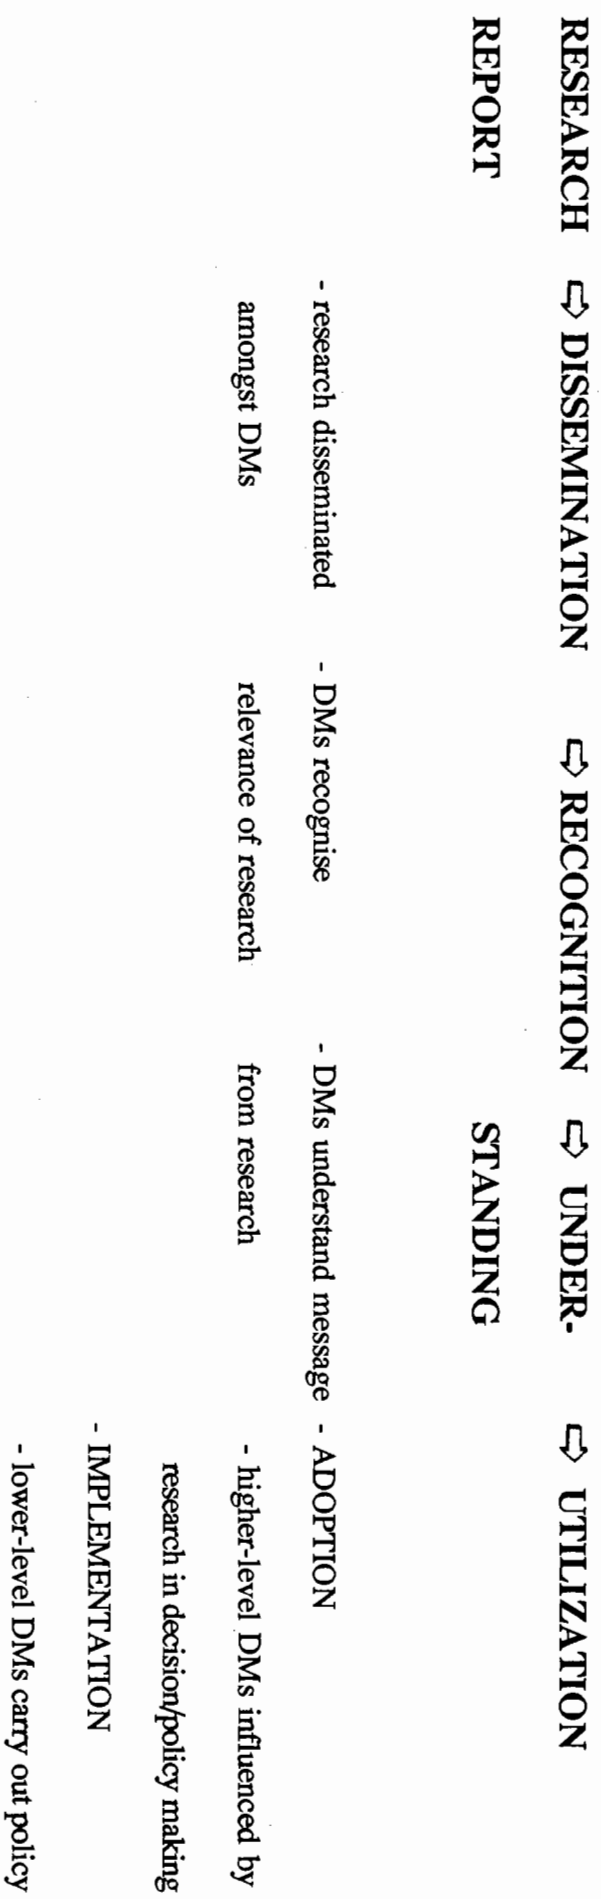 RESEARCH ⇨ DISSEMINATION ⇨ RECOGNITION ⇨ UNDER- ⇨ UTILIZATION
REPORT STANDING
- research disseminated - DMs recognise - DMs understand message - ADOPTION
amongst DMs relevance of research from research - higher-level DMs influenced by
research in decision/policy making
- IMPLEMENTATION
- lower-level DMs carry out policy